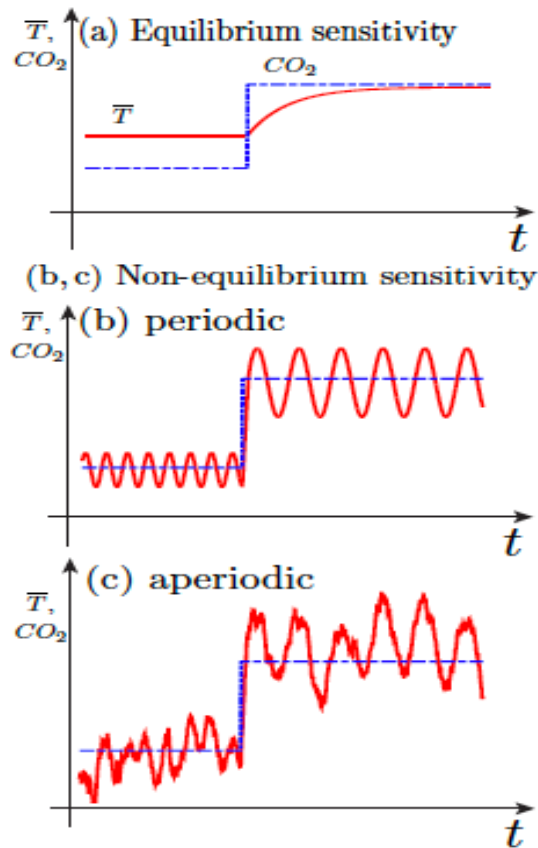 T̅, (a) Equilibrium sensitivity
CO₂
CO₂
T̅
t
(b, c) Non-equilibrium sensitivity
T̅, (b) periodic
CO₂
t
(c) aperiodic
T̅,
CO₂
t